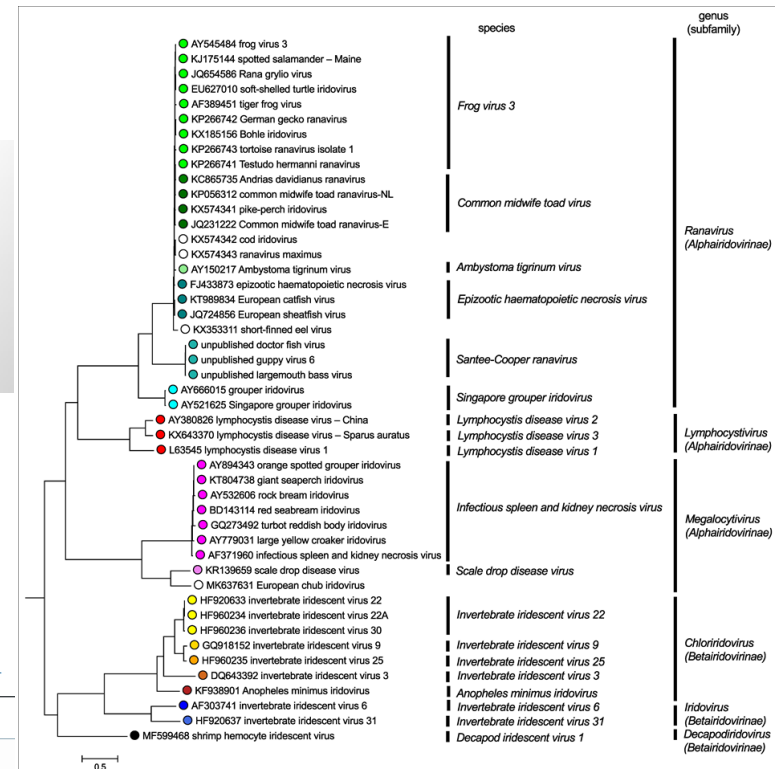 species
genus
(subfamily)
AY545484 frog virus 3
KJ175144 spotted salamander – Maine
JQ654586 Rana grylio virus
EU627010 soft-shelled turtle iridovirus
AF389451 tiger frog virus
KP266742 German gecko ranavirus
KX185156 Bohle iridovirus
KP266743 tortoise ranavirus isolate 1
KP266741 Testudo hermanni ranavirus
KC865735 Andrias davidianus ranavirus
KP056312 common midwife toad ranavirus-NL
KX574341 pike-perch iridovirus
JQ231222 Common midwife toad ranavirus-E
KX574342 cod iridovirus
KX574343 ranavirus maximus
AY150217 Ambystoma tigrinum virus
FJ433873 epizootic haematopoietic necrosis virus
KT989834 European catfish virus
JQ724856 European sheatfish virus
KX353311 short-finned eel virus
unpublished doctor fish virus
unpublished guppy virus 6
unpublished largemouth bass virus
AY666015 grouper iridovirus
AY521625 Singapore grouper iridovirus
AY380826 lymphocystis disease virus – China
KX643370 lymphocystis disease virus – Sparus auratus
L63545 lymphocystis disease virus 1
AY894343 orange spotted grouper iridovirus
KT804738 giant seaperch iridovirus
AY532606 rock bream iridovirus
BD143114 red seabream iridovirus
GQ273492 turbot reddish body iridovirus
AY779031 large yellow croaker iridovirus
AF371960 infectious spleen and kidney necrosis virus
KR139659 scale drop disease virus
MK637631 European chub iridovirus
HF920633 invertebrate iridescent virus 22
HF960234 invertebrate iridescent virus 22A
HF960236 invertebrate iridescent virus 30
GQ918152 invertebrate iridescent virus 9
HF960235 invertebrate iridescent virus 25
DQ643392 invertebrate iridescent virus 3
KF938901 Anopheles minimus iridovirus
AF303741 invertebrate iridescent virus 6
HF920637 invertebrate iridescent virus 31
MF599468 shrimp hemocyte iridescent virus
0.5
Frog virus 3
Common midwife toad virus
Ambystoma tigrinum virus
Epizootic haematopoietic necrosis virus
Santee-Cooper ranavirus
Singapore grouper iridovirus
Lymphocystis disease virus 2
Lymphocystis disease virus 3
Lymphocystis disease virus 1
Infectious spleen and kidney necrosis virus
Scale drop disease virus
Invertebrate iridescent virus 22
Invertebrate iridescent virus 9
Invertebrate iridescent virus 25
Invertebrate iridescent virus 3
Anopheles minimus iridovirus
Invertebrate iridescent virus 6
Invertebrate iridescent virus 31
Decapod iridescent virus 1
Ranavirus
(Alphairidovirinae)
Lymphocystivirus
(Alphairidovirinae)
Megalocytivirus
(Alphairidovirinae)
Chloriridovirus
(Betairidovirinae)
Iridovirus
(Betairidovirinae)
Decapodiridovirus
(Betairidovirinae)